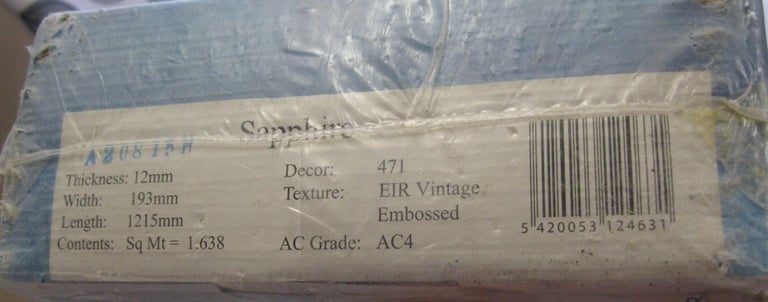 Sapphire
AZ0815H
Thickness: 12mm
Width: 193mm
Length: 1215mm
Contents: Sq Mt = 1.638
Decor: 471
Texture: EIR Vintage
Embossed
AC Grade: AC4
5 420053 124631